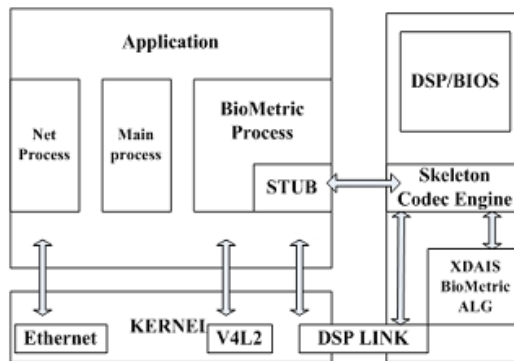 Application
Net
Process
Main
process
BioMetric
Process
STUB
DSP/BIOS
Skeleton
Codec Engine
XDAIS
BioMetric
ALG
KERNEL
Ethernet
V4L2
DSP LINK